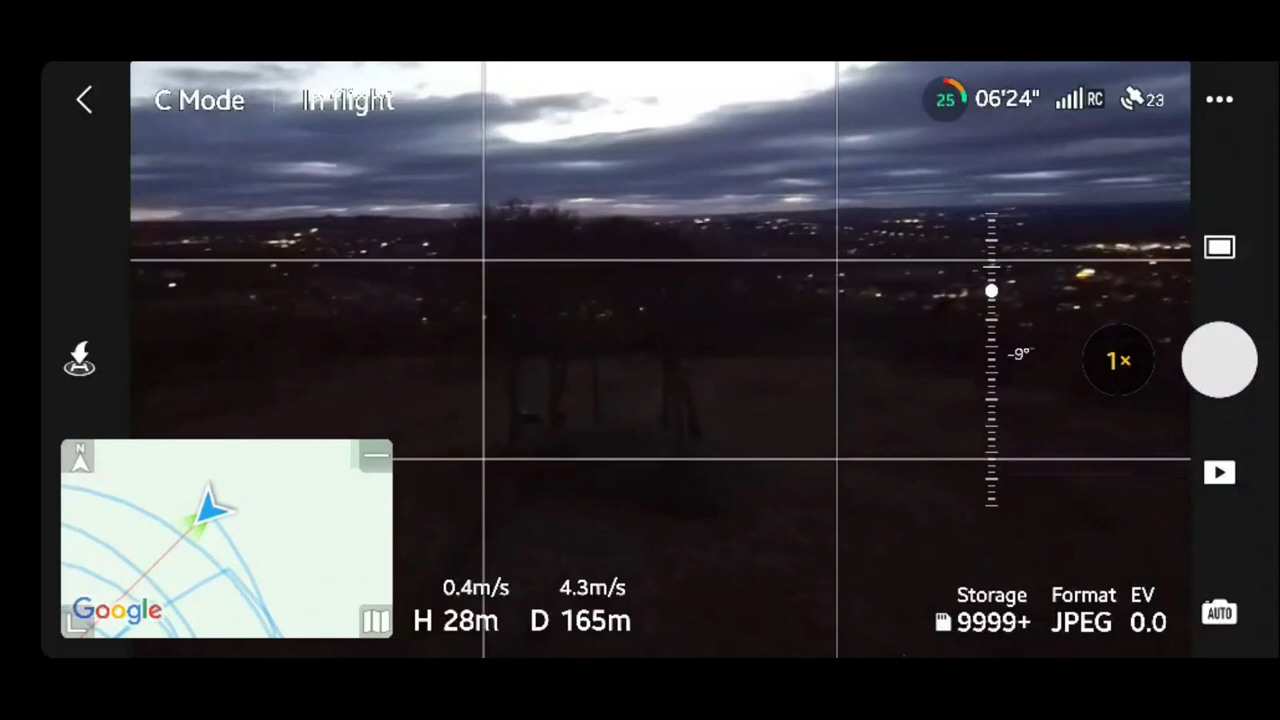 C Mode | In flight
25 06'24" RC 23
-9°
1×
N
Google
0.4m/s 4.3m/s
H 28m D 165m
Storage Format EV
9999+ JPEG 0.0
AUTO